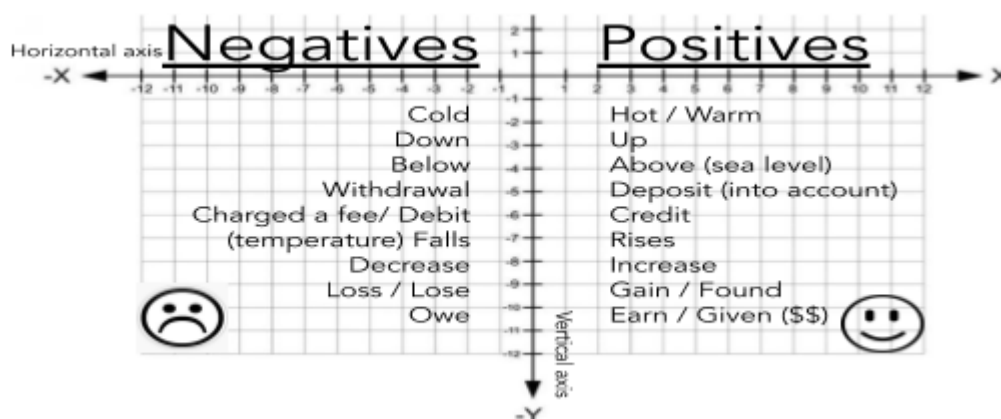 Negatives Positives
Horizontal axis
2
1
-X X
-12 -11 -10 -9 -8 -7 -6 -5 -4 -3 -2 -1 1 2 3 4 5 6 7 8 9 10 11 12
-1
Cold -2 Hot / Warm
Down -3 Up
Below -4 Above (sea level)
Withdrawal -5 Deposit (into account)
Charged a fee/ Debit -6 Credit
(temperature) Falls -7 Rises
Decrease -8 Increase
Loss / Lose -9 Gain / Found
Owe -10 Earn / Given ($$)
-11
-12
Vertical axis
-Y